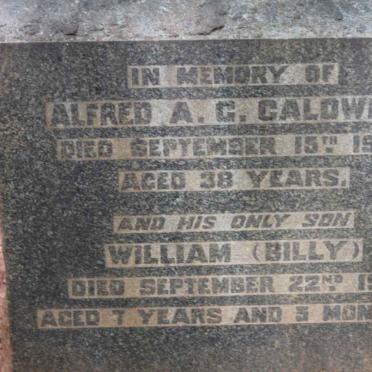 IN MEMORY OF
ALFRED A. G. CALDW
DIED SEPTEMBER 15TH 19
AGED 38 YEARS.
AND HIS ONLY SON
WILLIAM (BILLY)
DIED SEPTEMBER 22ND 19
AGED 7 YEARS AND 5 MON